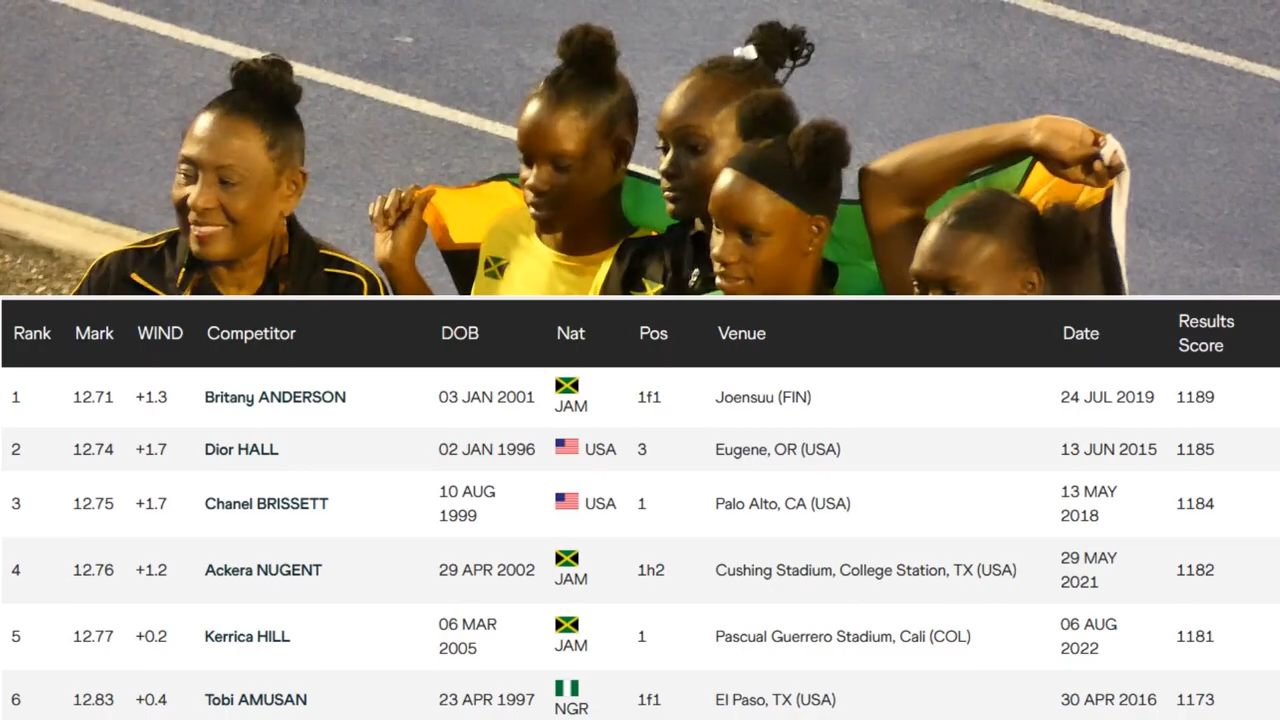 Rank Mark WIND Competitor DOB Nat Pos Venue Date Results Score
1 12.71 +1.3 Britany ANDERSON 03 JAN 2001 JAM 1f1 Joensuu (FIN) 24 JUL 2019 1189
2 12.74 +1.7 Dior HALL 02 JAN 1996 USA 3 Eugene, OR (USA) 13 JUN 2015 1185
3 12.75 +1.7 Chanel BRISSETT 10 AUG 1999 USA 1 Palo Alto, CA (USA) 13 MAY 2018 1184
4 12.76 +1.2 Ackera NUGENT 29 APR 2002 JAM 1h2 Cushing Stadium, College Station, TX (USA) 29 MAY 2021 1182
5 12.77 +0.2 Kerrica HILL 06 MAR 2005 JAM 1 Pascual Guerrero Stadium, Cali (COL) 06 AUG 2022 1181
6 12.83 +0.4 Tobi AMUSAN 23 APR 1997 NGR 1f1 El Paso, TX (USA) 30 APR 2016 1173